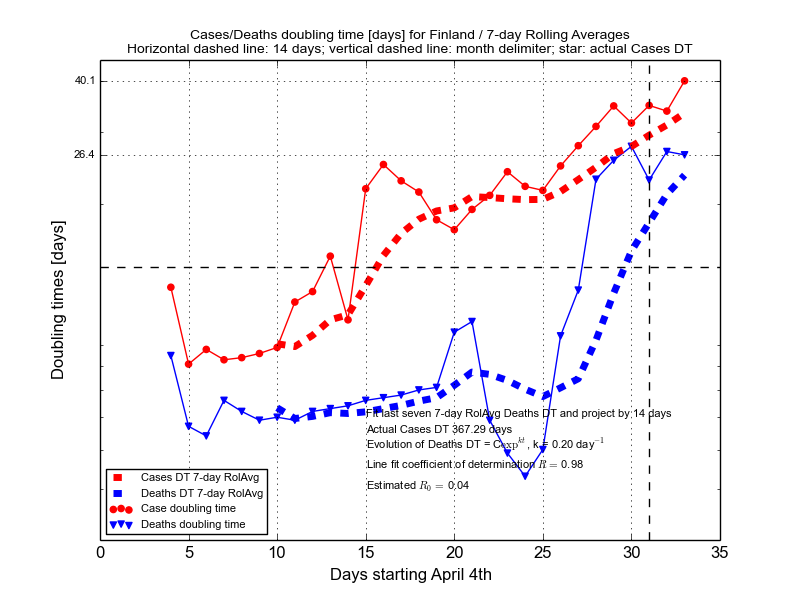 Cases/Deaths doubling time [days] for Finland / 7-day Rolling Averages
Horizontal dashed line: 14 days; vertical dashed line: month delimiter; star: actual Cases DT
40.1
26.4
Doubling times [days]
Fit last seven 7-day RolAvg Deaths DT and project by 14 days
Actual Cases DT 367.29 days
Evolution of Deaths DT = Cexp^{kt}, k = 0.20 day^{-1}
Line fit coefficient of determination R = 0.98
Estimated R_0 = 0.04
Cases DT 7-day RolAvg
Deaths DT 7-day RolAvg
Case doubling time
Deaths doubling time
0 5 10 15 20 25 30 35
Days starting April 4th